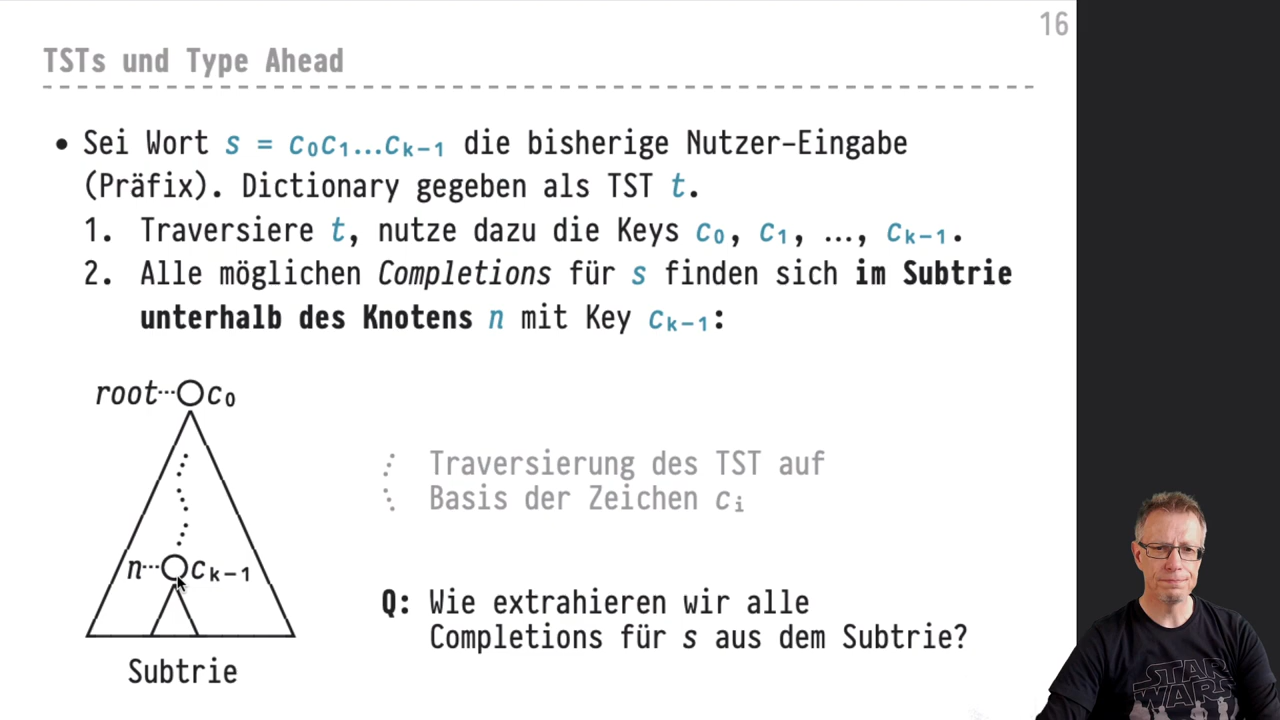 16
TSTs und Type Ahead
• Sei Wort s = c₀c₁…cₖ₋₁ die bisherige Nutzer-Eingabe
(Präfix). Dictionary gegeben als TST t.
1. Traversiere t, nutze dazu die Keys c₀, c₁, …, cₖ₋₁.
2. Alle möglichen Completions für s finden sich im Subtrie
unterhalb des Knotens n mit Key cₖ₋₁:
root c₀
Traversierung des TST auf
Basis der Zeichen cᵢ
n cₖ₋₁
Q: Wie extrahieren wir alle
Completions für s aus dem Subtrie?
Subtrie
STAR
WARS